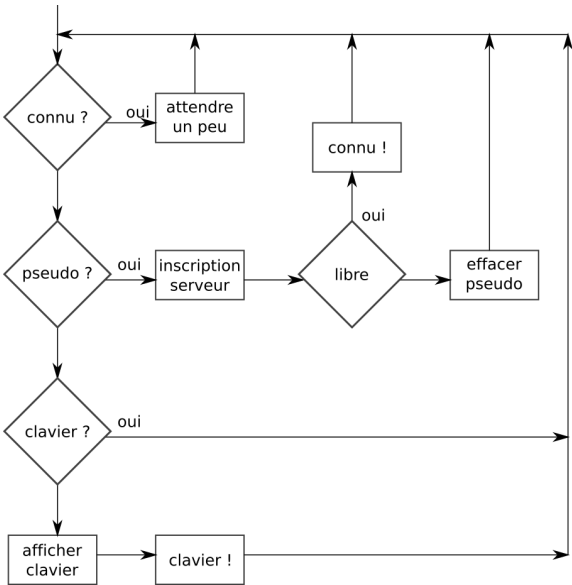 connu ?
oui
attendre
un peu
connu !
oui
pseudo ?
oui
inscription
serveur
libre
effacer
pseudo
clavier ?
oui
afficher
clavier
clavier !